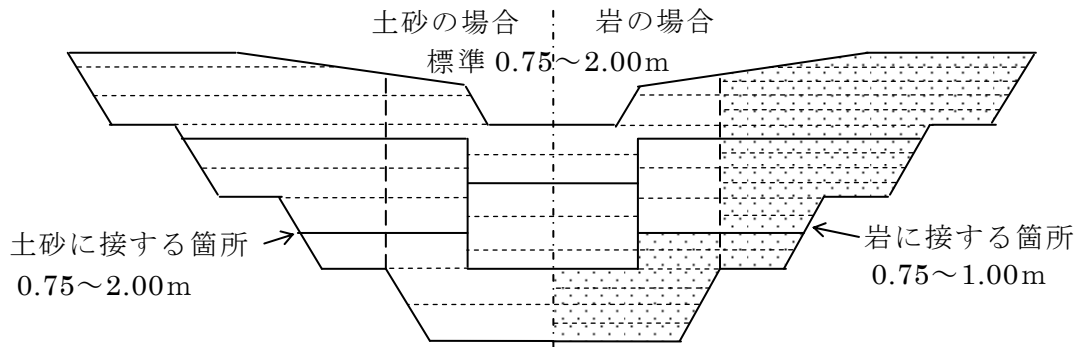 土砂の場合
岩の場合
標準 0.75～2.00m
土砂に接する箇所
0.75～2.00m
岩に接する箇所
0.75～1.00m